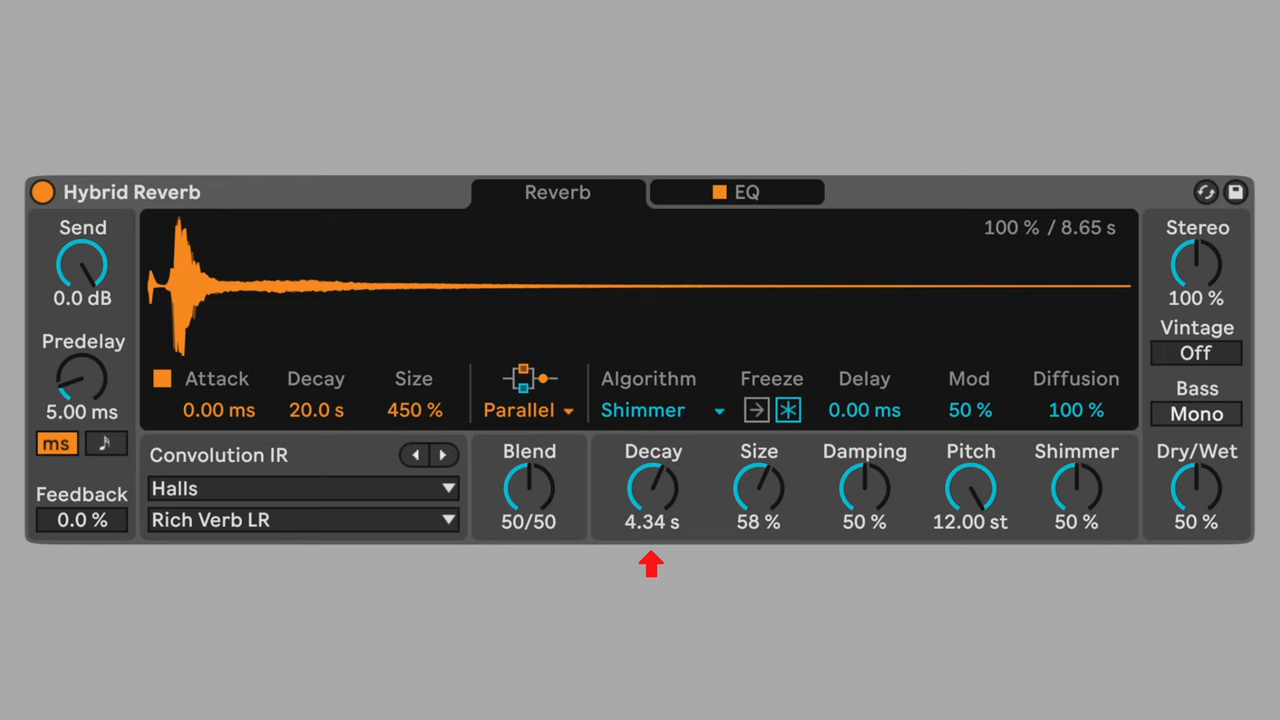 Hybrid Reverb
Reverb
EQ
Send
0.0 dB
Predelay
5.00 ms
ms
Feedback
0.0 %
100 % / 8.65 s
Attack
Decay
Size
0.00 ms
20.0 s
450 %
Parallel
Algorithm
Freeze
Delay
Mod
Diffusion
Shimmer
0.00 ms
50 %
100 %
Convolution IR
Halls
Rich Verb LR
Blend
50/50
Decay
4.34 s
Size
58 %
Damping
50 %
Pitch
12.00 st
Shimmer
50 %
Stereo
100 %
Vintage
Off
Bass
Mono
Dry/Wet
50 %